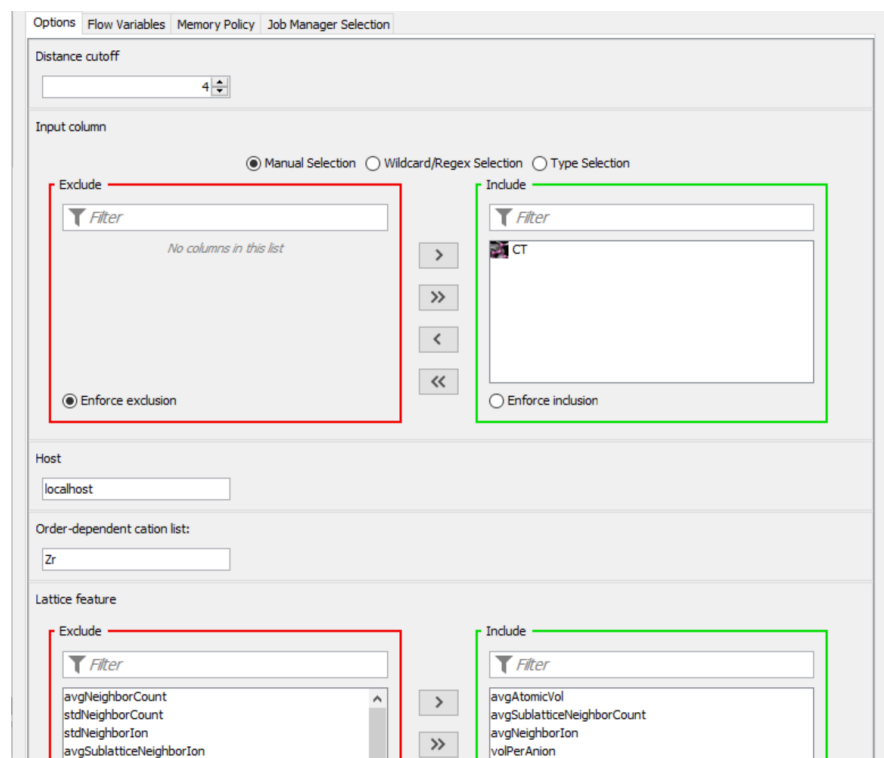 Options Flow Variables Memory Policy Job Manager Selection
Distance cutoff
4
Input column
Manual Selection Wildcard/Regex Selection Type Selection
Exclude
Filter
No columns in this list
Enforce exclusion
>
>>
<
<<
Include
Filter
CT
Enforce inclusion
Host
localhost
Order-dependent cation list:
Zr
Lattice feature
Exclude
Filter
avgNeighborCount
stdNeighborCount
stdNeighborIon
avgSublatticeNeighborIon
>
>>
Include
Filter
avgAtomicVol
avgSublatticeNeighborCount
avgNeighborIon
volPerAnion